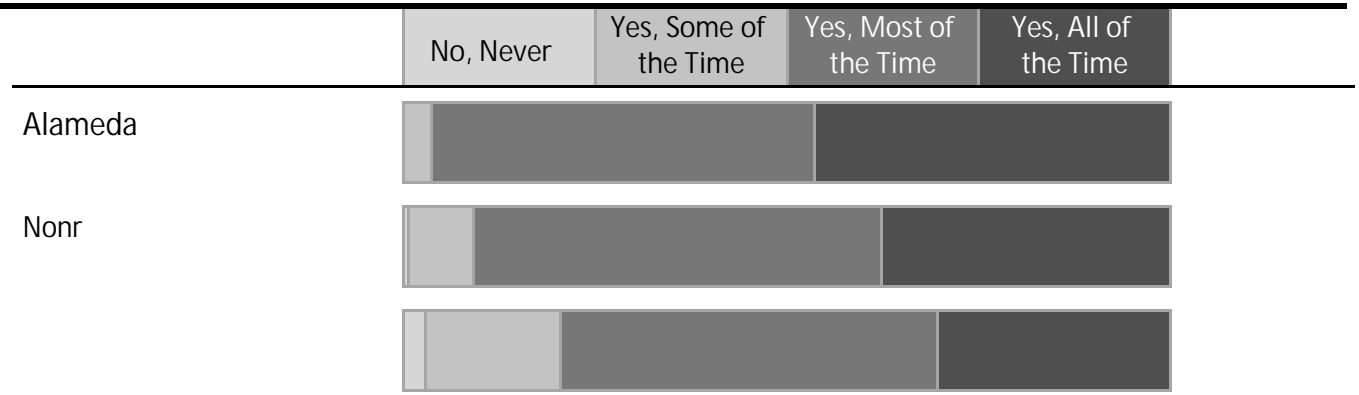 No, Never
Yes, Some of
the Time
Yes, Most of
the Time
Yes, All of
the Time
Alameda
Nonr